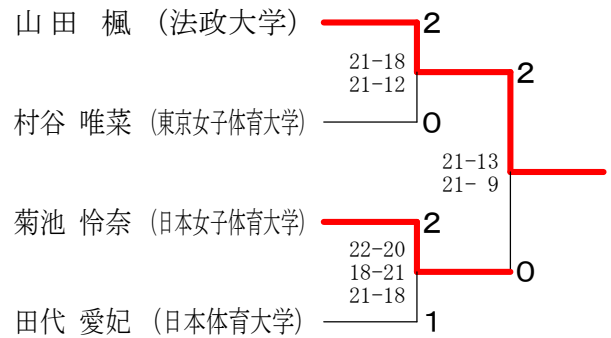 山田 楓 (法政大学) 2
21-18
21-12
2
村谷 唯菜 (東京女子体育大学) 0
21-13
21- 9
菊池 怜奈 (日本女子体育大学) 2
22-20
18-21
21-18
0
田代 愛妃 (日本体育大学) 1